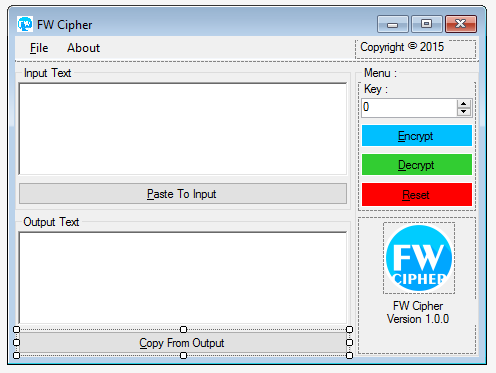 FW Cipher
File About
Copyright © 2015
Input Text
Menu :
Key :
0
Encrypt
Paste To Input
Decrypt
Reset
Output Text
FW
CIPHER
FW Cipher
Version 1.0.0
Copy From Output